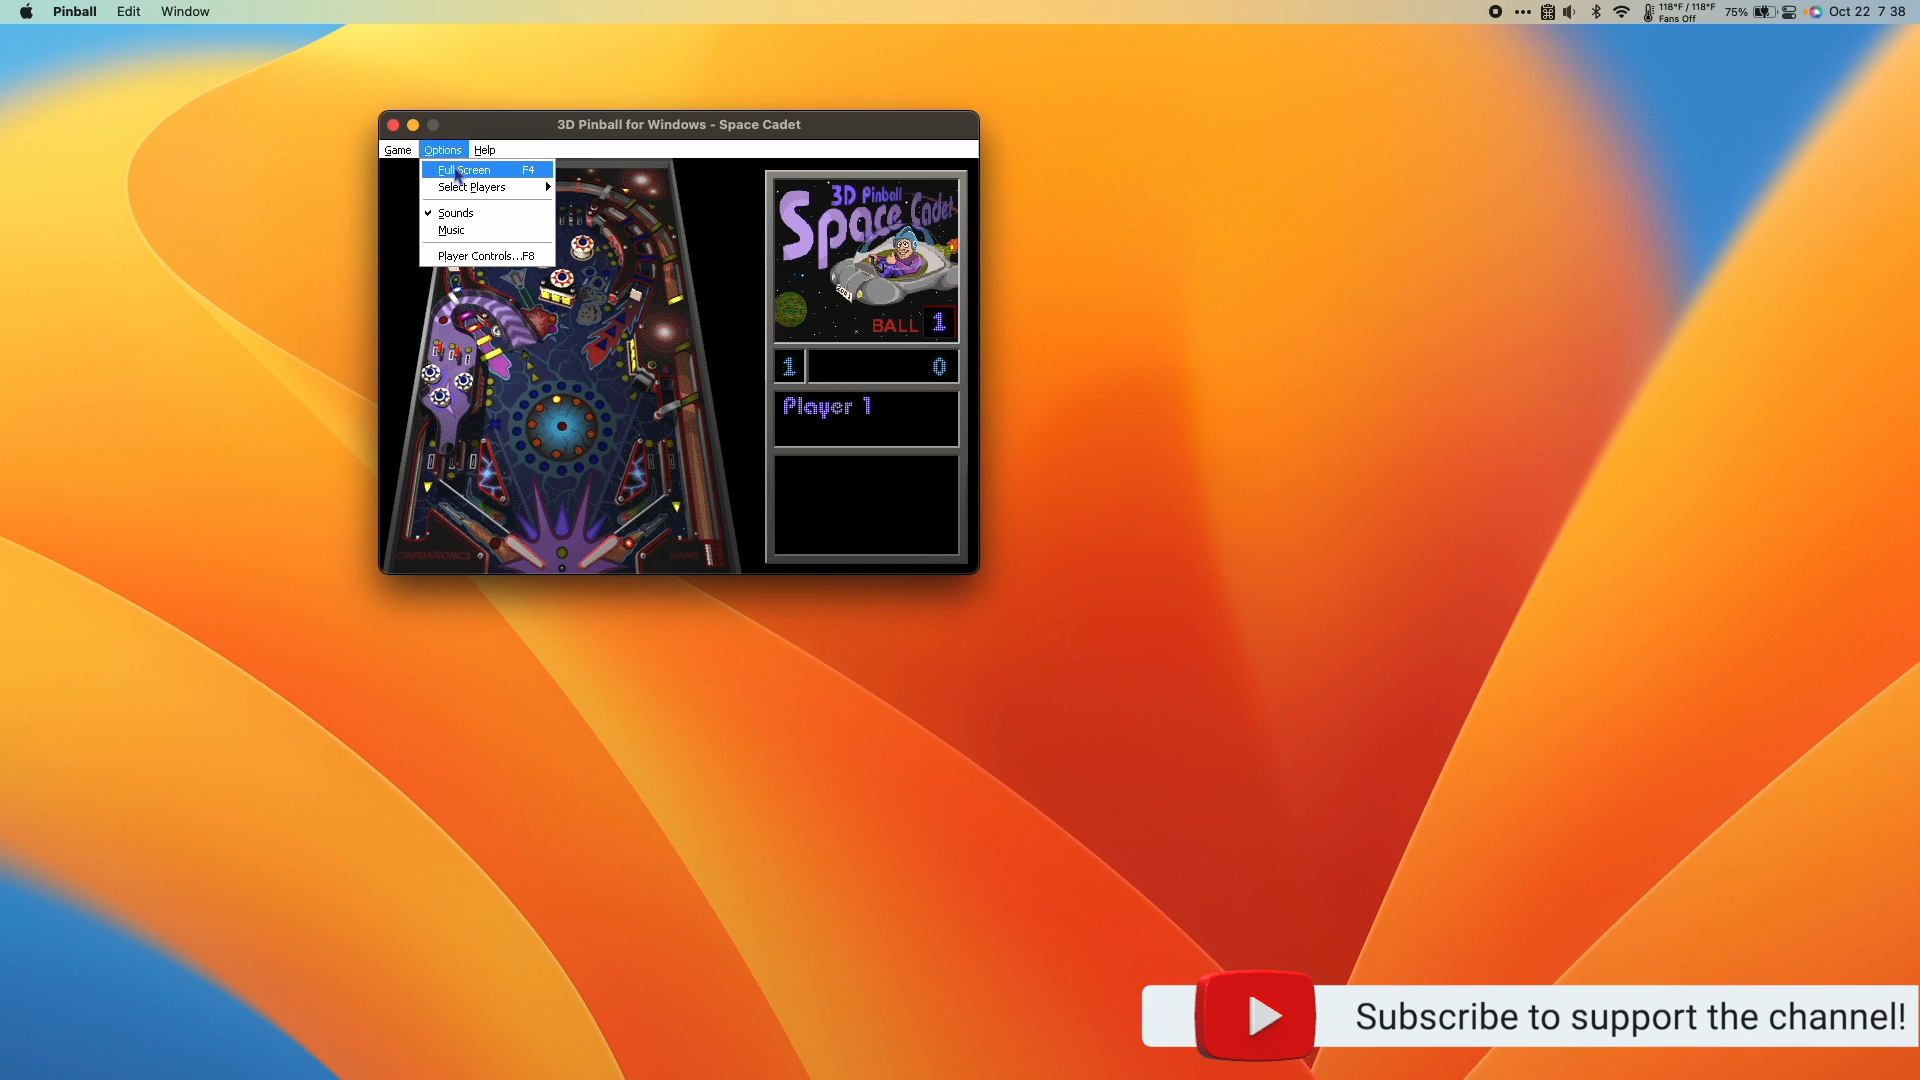 Pinball Edit Window
118°F / 118°F
Fans Off
75%
Oct 22 7 38
3D Pinball for Windows - Space Cadet
Game Options Help
Full Screen F4
Select Players
Sounds
Music
Player Controls...F8
3D Pinball
Space Cadet
BALL 1
1 0
Player 1
CINEMATRONICS
Subscribe to support the channel!